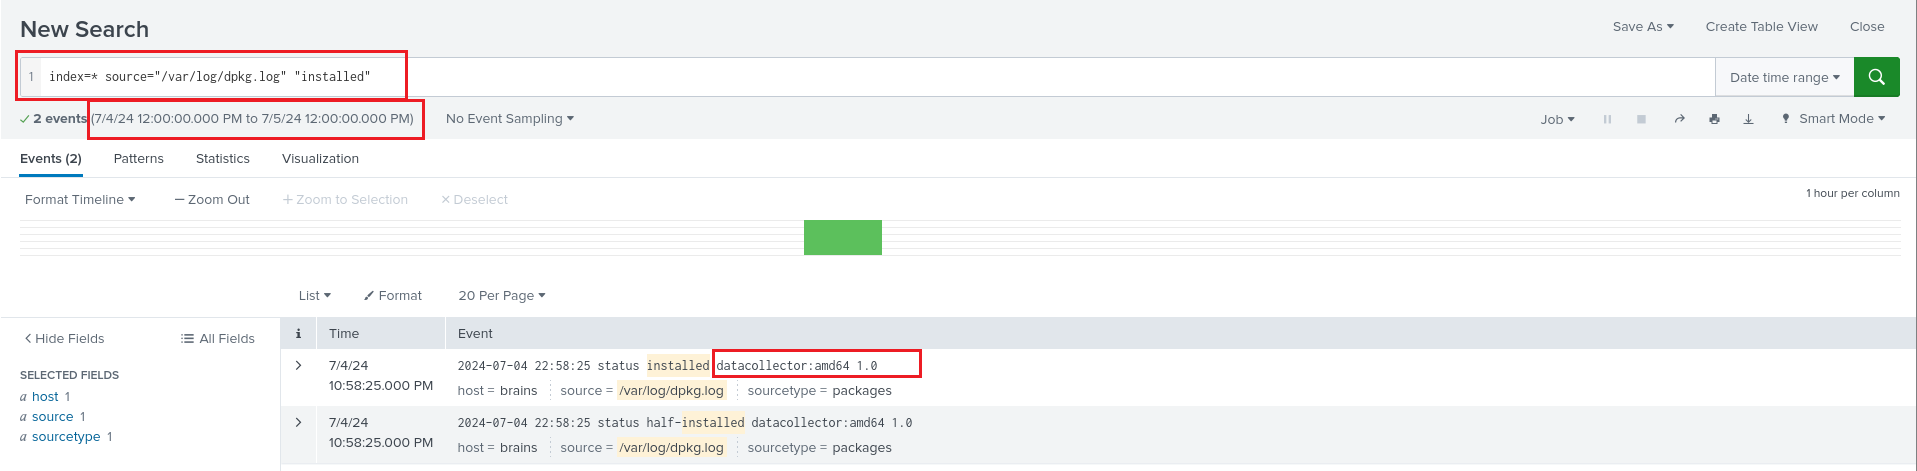 New Search
Save As
Create Table View
Close
1 index=* source="/var/log/dpkg.log" "installed"
Date time range
2 events (7/4/24 12:00:00.000 PM to 7/5/24 12:00:00.000 PM)
No Event Sampling
Job
Smart Mode
Events (2)
Patterns
Statistics
Visualization
Format Timeline
Zoom Out
Zoom to Selection
Deselect
1 hour per column
List
Format
20 Per Page
Hide Fields
All Fields
SELECTED FIELDS
a host 1
a source 1
a sourcetype 1
i Time Event
7/4/24
10:58:25.000 PM
2024-07-04 22:58:25 status installed datacollector:amd64 1.0
host = brains source = /var/log/dpkg.log sourcetype = packages
7/4/24
10:58:25.000 PM
2024-07-04 22:58:25 status half-installed datacollector:amd64 1.0
host = brains source = /var/log/dpkg.log sourcetype = packages